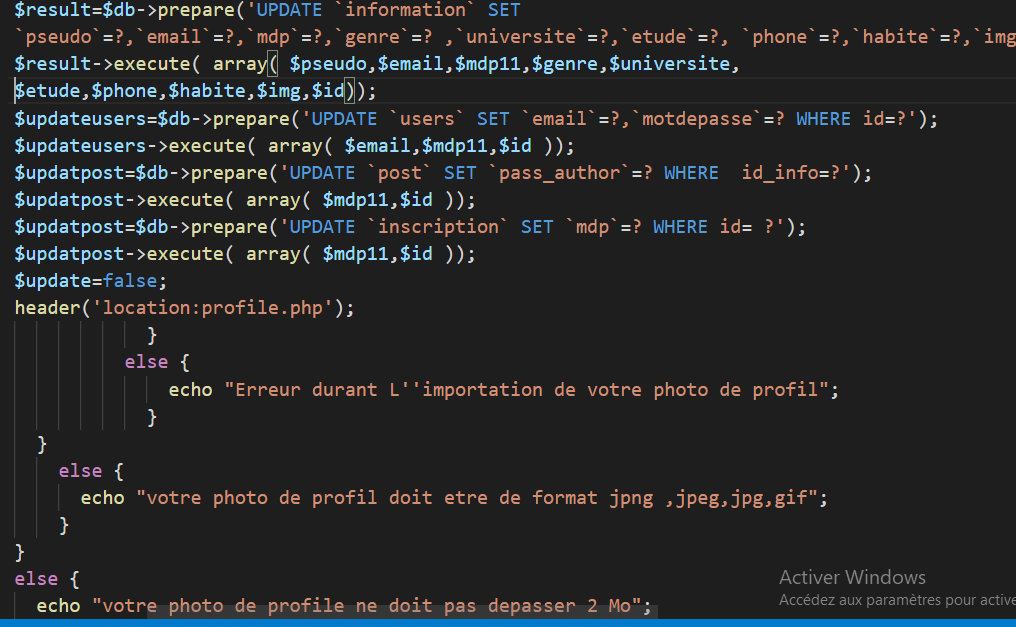 $result=$db->prepare('UPDATE `information` SET
`pseudo`=?,`email`=?,`mdp`=?,`genre`=? ,`universite`=?,`etude`=?, `phone`=?,`habite`=?,`img
$result->execute( array( $pseudo,$email,$mdp11,$genre,$universite,
$etude,$phone,$habite,$img,$id));
$updateusers=$db->prepare('UPDATE `users` SET `email`=?,`motdepasse`=? WHERE id=?');
$updateusers->execute( array( $email,$mdp11,$id ));
$updatpost=$db->prepare('UPDATE `post` SET `pass_author`=? WHERE  id_info=?');
$updatpost->execute( array( $mdp11,$id ));
$updatpost=$db->prepare('UPDATE `inscription` SET `mdp`=? WHERE id= ?');
$updatpost->execute( array( $mdp11,$id ));
$update=false;
header('location:profile.php');
}
else {
echo "Erreur durant L''importation de votre photo de profil";
}
}
else {
echo "votre photo de profil doit etre de format jpng ,jpeg,jpg,gif";
}
}
else {
echo "votre photo de profile ne doit pas depasser 2 Mo";
Activer Windows
Accédez aux paramètres pour active